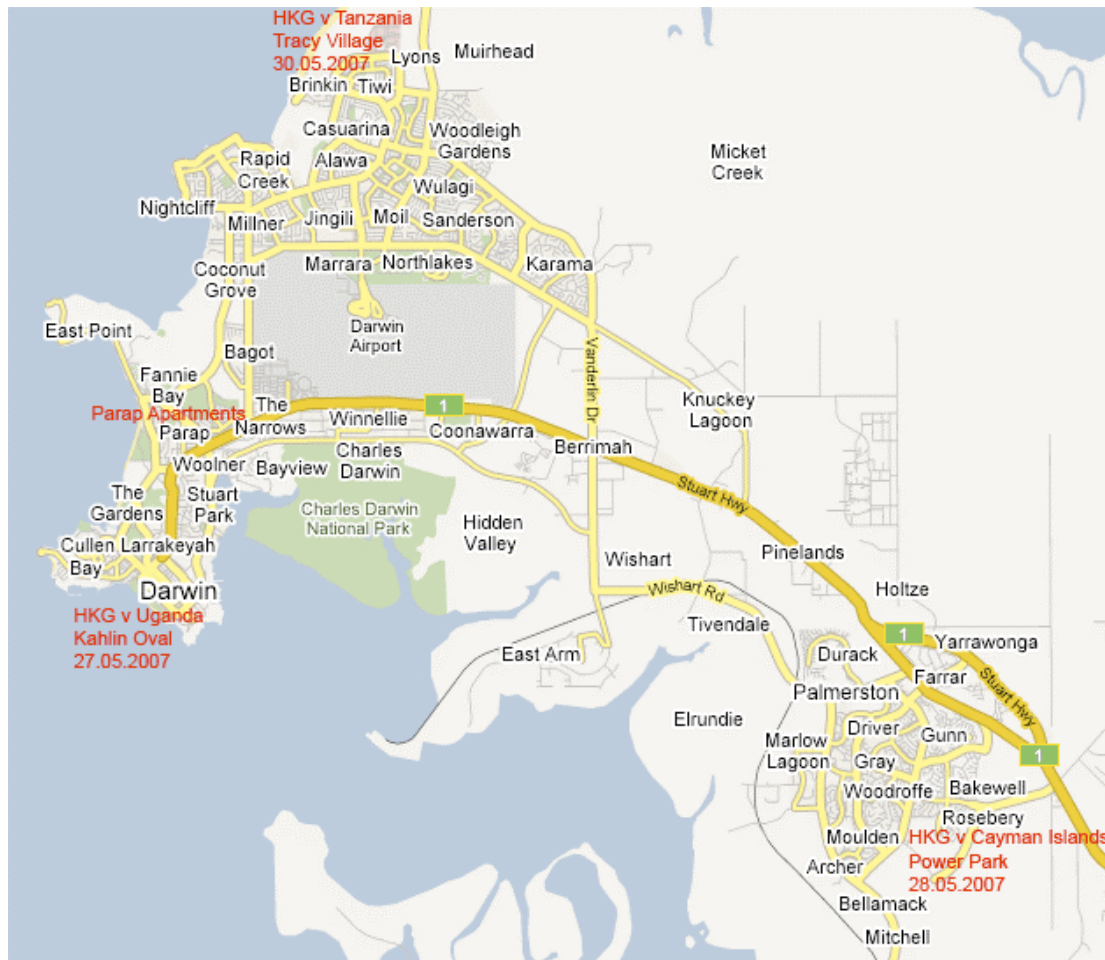 HKG v Tanzania
Tracy Village
30.05.2007
Lyons
Muirhead
Brinkin
Tiwi
Casuarina
Woodleigh
Gardens
Rapid
Creek
Alawa
Micket
Creek
Wulagi
Nightcliff
Millner
Jingili
Moil
Sanderson
Coconut
Grove
Marrara
Northlakes
Karama
East Point
Darwin
Airport
Bagot
Vanderlin Dr
Fannie
Bay
Parap Apartments
The
Narrows
Winnellie
1
Knuckey
Lagoon
Parap
Coonawarra
Berrimah
Woolner
Bayview
Charles
Darwin
Stuart Hwy
The
Gardens
Stuart
Park
Charles Darwin
National Park
Hidden
Valley
Cullen
Bay
Larrakeyah
Wishart
Pinelands
Darwin
Wishart Rd
Holtze
HKG v Uganda
Kahlin Oval
27.05.2007
Tivendale
1
Yarrawonga
East Arm
Durack
Farrar
Stuart Hwy
Palmerston
Elrundie
Driver
Gunn
Marlow
Lagoon
Gray
1
Woodroffe
Bakewell
Rosebery
Moulden
HKG v Cayman Islands
Power Park
28.05.2007
Archer
Bellamack
Mitchell